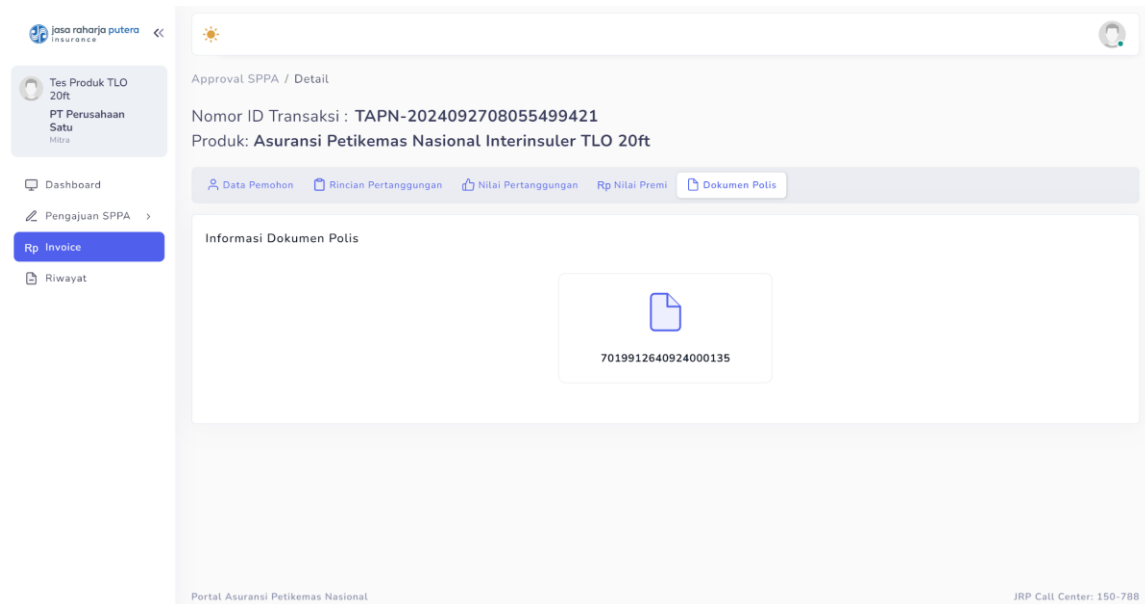 jasa raharja putera
insurance
Tes Produk TLO
20ft
PT Perusahaan
Satu
Mitra
Dashboard
Pengajuan SPPA
Rp Invoice
Riwayat
Approval SPPA / Detail
Nomor ID Transaksi : TAPN-2024092708055499421
Produk: Asuransi Petikemas Nasional Interinsuler TLO 20ft
Data Pemohon Rincian Pertanggungan Nilai Pertanggungan Rp Nilai Premi Dokumen Polis
Informasi Dokumen Polis
7019912640924000135
Portal Asuransi Petikemas Nasional JRP Call Center: 150-788